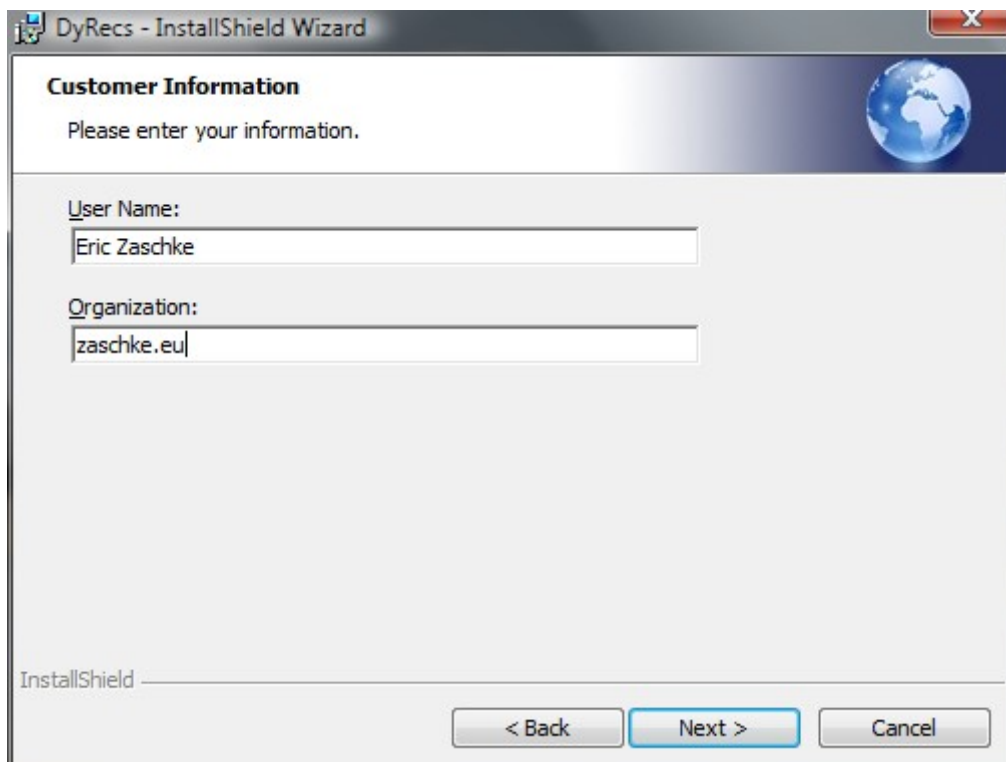 DyRecs - InstallShield Wizard
Customer Information
Please enter your information.
User Name:
Eric Zaschke
Organization:
zaschke.eu
InstallShield
< Back Next > Cancel